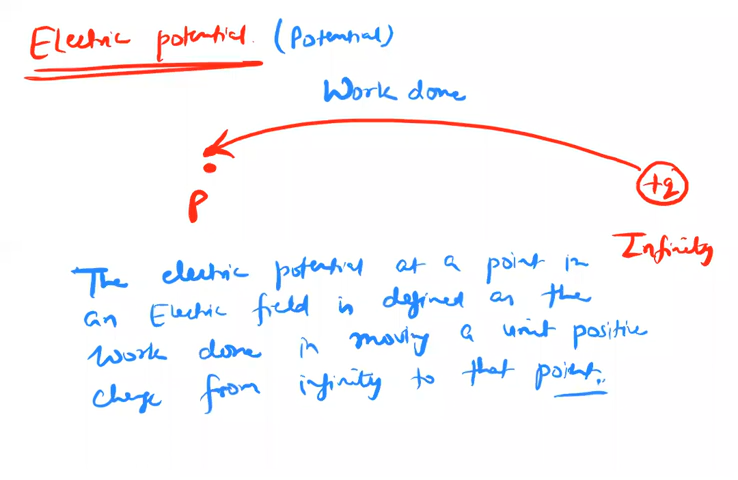 Electric potential. (Potential)
Work done
P
+q
Infinity
The electric potential at a point in
an Electric field is defined as the
work done in moving a unit positive
charge from infinity to that point.